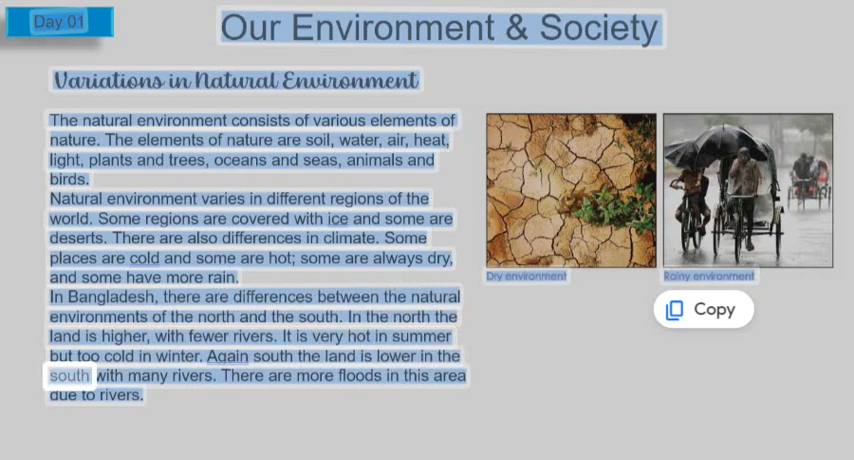 Day 01
Our Environment & Society
Variations in Natural Environment
The natural environment consists of various elements of
nature. The elements of nature are soil, water, air, heat,
light, plants and trees, oceans and seas, animals and
birds.
Natural environment varies in different regions of the
world. Some regions are covered with ice and some are
deserts. There are also differences in climate. Some
places are cold and some are hot; some are always dry,
and some have more rain.
In Bangladesh, there are differences between the natural
environments of the north and the south. In the north the
land is higher, with fewer rivers. It is very hot in summer
but too cold in winter. Again south the land is lower in the
south with many rivers. There are more floods in this area
due to rivers.
Dry environment
Rainy environment
Copy